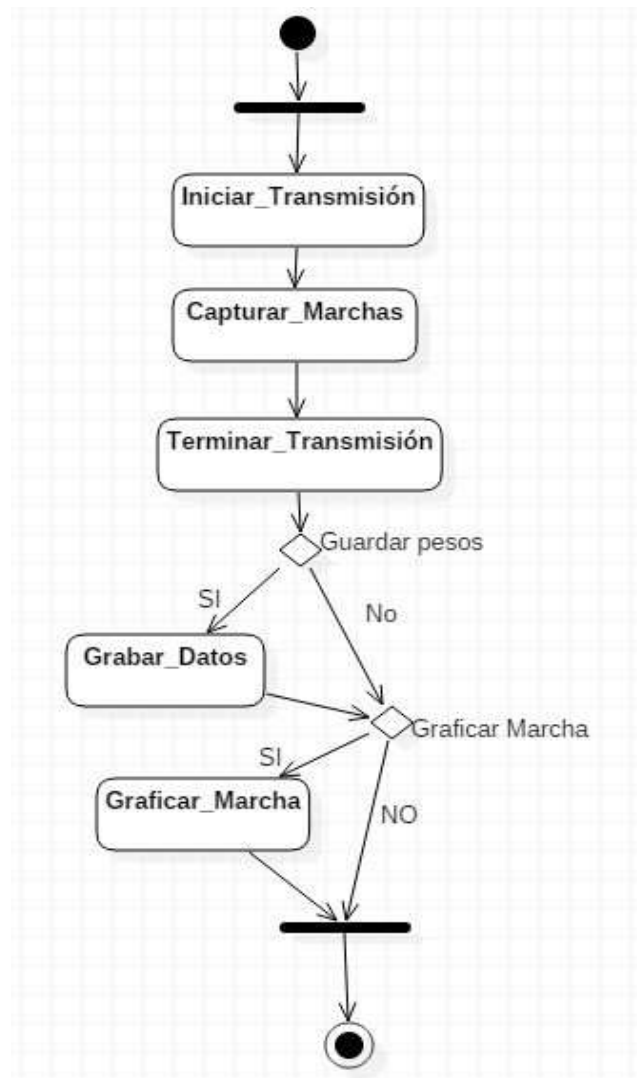 Iniciar_Transmisión
Capturar_Marchas
Terminar_Transmisión
Guardar pesos
SI
No
Grabar_Datos
Graficar Marcha
SI
Graficar_Marcha
NO